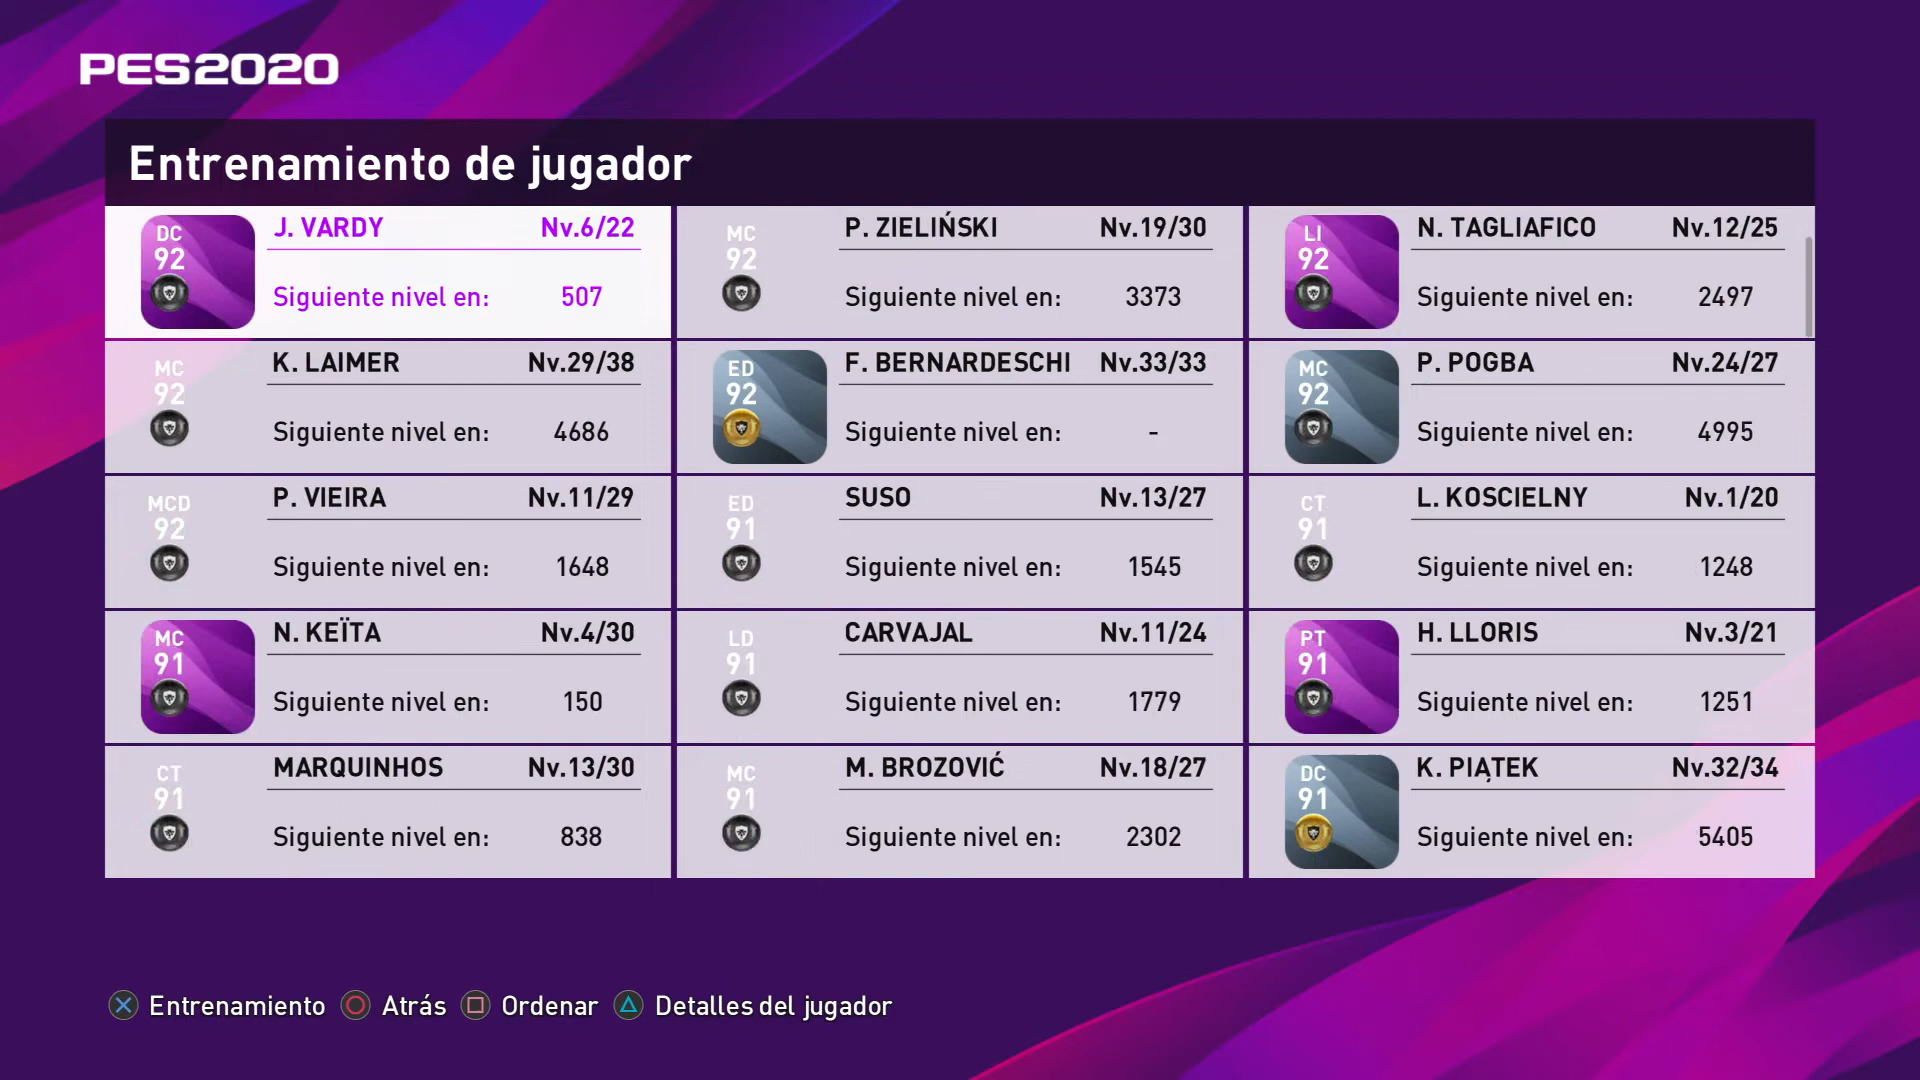 PES2020
Entrenamiento de jugador
DC
92
J. VARDY Nv.6/22
Siguiente nivel en: 507
MC
92
P. ZIELIŃSKI Nv.19/30
Siguiente nivel en: 3373
LI
92
N. TAGLIAFICO Nv.12/25
Siguiente nivel en: 2497
MC
92
K. LAIMER Nv.29/38
Siguiente nivel en: 4686
ED
92
F. BERNARDESCHI Nv.33/33
Siguiente nivel en: -
MC
92
P. POGBA Nv.24/27
Siguiente nivel en: 4995
MCD
92
P. VIEIRA Nv.11/29
Siguiente nivel en: 1648
ED
91
SUSO Nv.13/27
Siguiente nivel en: 1545
CT
91
L. KOSCIELNY Nv.1/20
Siguiente nivel en: 1248
MC
91
N. KEÏTA Nv.4/30
Siguiente nivel en: 150
LD
91
CARVAJAL Nv.11/24
Siguiente nivel en: 1779
PT
91
H. LLORIS Nv.3/21
Siguiente nivel en: 1251
CT
91
MARQUINHOS Nv.13/30
Siguiente nivel en: 838
MC
91
M. BROZOVIĆ Nv.18/27
Siguiente nivel en: 2302
DC
91
K. PIĄTEK Nv.32/34
Siguiente nivel en: 5405
Entrenamiento Atrás Ordenar Detalles del jugador